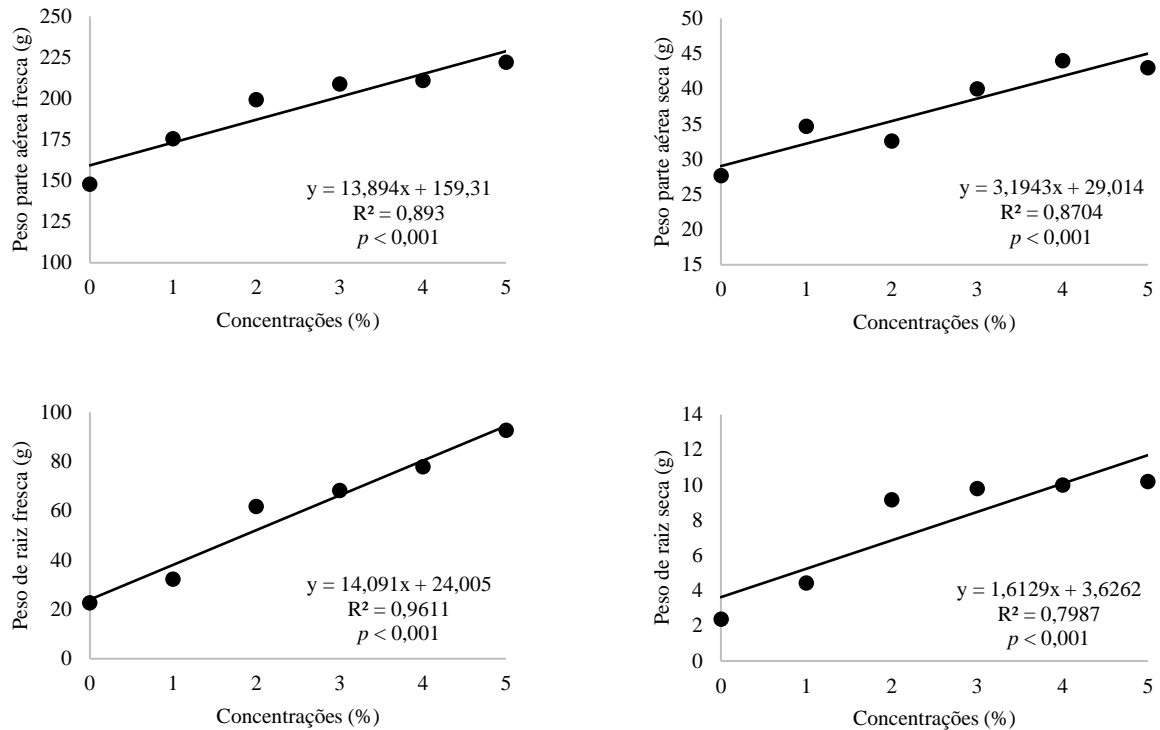 Peso parte aérea fresca (g)
250
225
200
175
150
125
100
y = 13,894x + 159,31
R² = 0,893
p < 0,001
0 1 2 3 4 5
Concentrações (%)
Peso parte aérea seca (g)
50
45
40
35
30
25
20
15
y = 3,1943x + 29,014
R² = 0,8704
p < 0,001
0 1 2 3 4 5
Concentrações (%)
Peso de raiz fresca (g)
100
80
60
40
20
0
y = 14,091x + 24,005
R² = 0,9611
p < 0,001
0 1 2 3 4 5
Concentrações (%)
Peso de raiz seca (g)
14
12
10
8
6
4
2
0
y = 1,6129x + 3,6262
R² = 0,7987
p < 0,001
0 1 2 3 4 5
Concentrações (%)